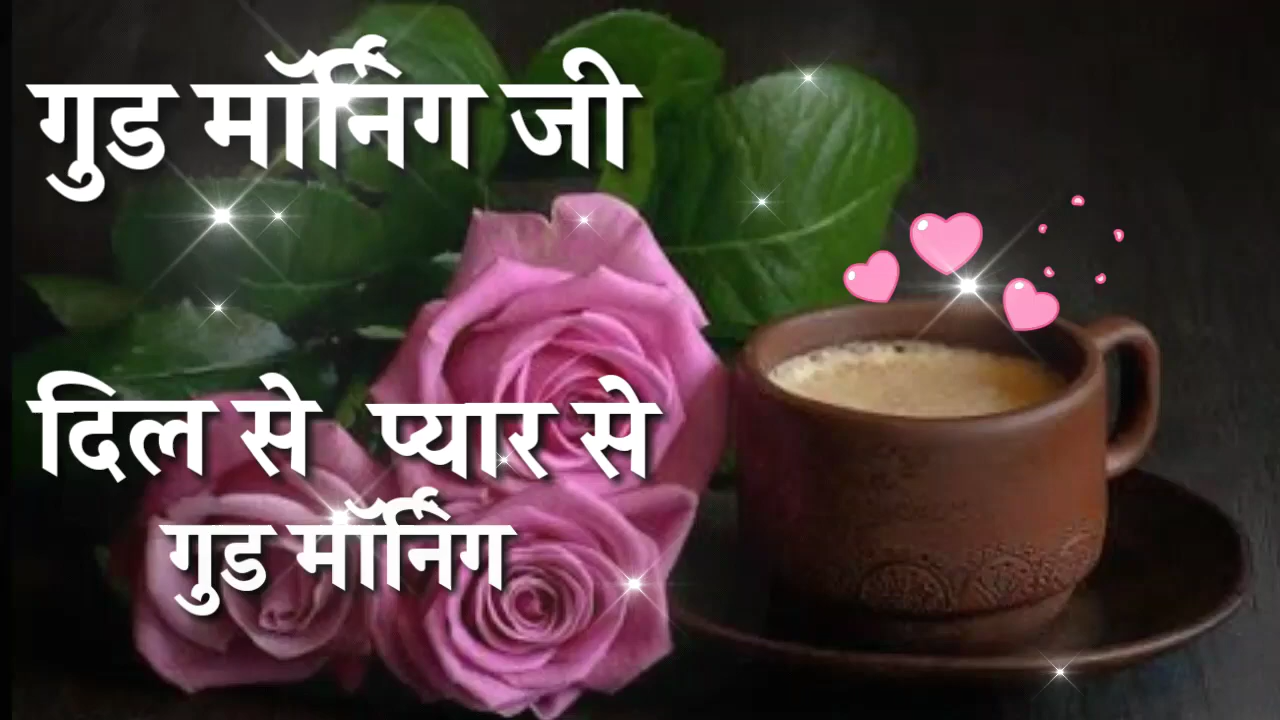 गुड मॉर्निंग जी
दिल से प्यार से
गुड मॉर्निंग